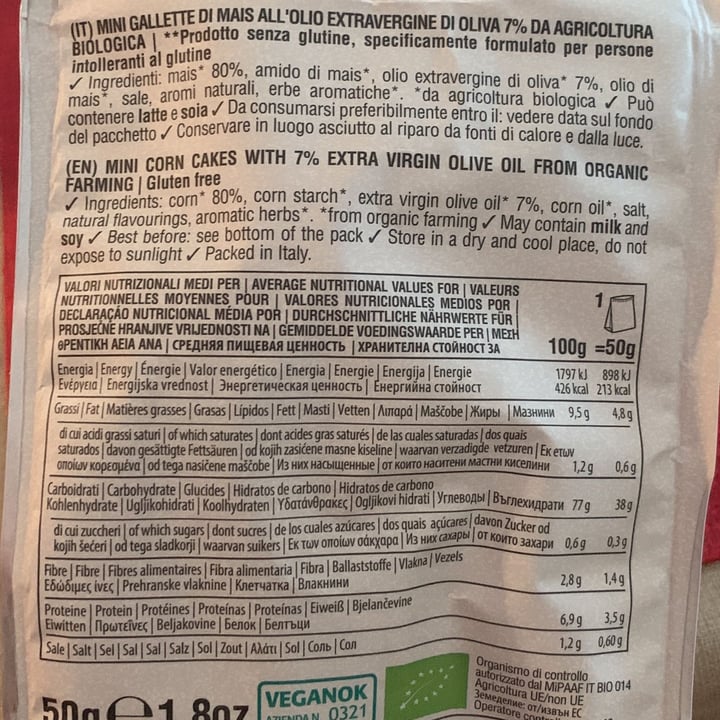 (IT) MINI GALLETTE DI MAIS ALL'OLIO EXTRAVERGINE DI OLIVA 7% DA AGRICOLTURA
BIOLOGICA | **Prodotto senza glutine, specificamente formulato per persone
intolleranti al glutine
✓ Ingredienti: mais* 80%, amido di mais*, olio extravergine di oliva* 7%, olio di
mais*, sale, aromi naturali, erbe aromatiche*. *da agricoltura biologica ✓ Può
contenere latte e soia ✓ Da consumarsi preferibilmente entro il: vedere data sul fondo
del pacchetto ✓ Conservare in luogo asciutto al riparo da fonti di calore e dalla luce.
(EN) MINI CORN CAKES WITH 7% EXTRA VIRGIN OLIVE OIL FROM ORGANIC
FARMING | Gluten free
✓ Ingredients: corn* 80%, corn starch*, extra virgin olive oil* 7%, corn oil*, salt,
natural flavourings, aromatic herbs*. *from organic farming ✓ May contain milk and
soy ✓ Best before: see bottom of the pack ✓ Store in a dry and cool place, do not
expose to sunlight ✓ Packed in Italy.
VALORI NUTRIZIONALI MEDI PER | AVERAGE NUTRITIONAL VALUES FOR | VALEURS
NUTRITIONNELLES MOYENNES POUR | VALORES NUTRICIONALES MEDIOS POR
DECLARAÇÃO NUTRICIONAL MÉDIA POR | DURCHSCHNITTLICHE NÄHRWERTE FÜR
PROSJEČNE HRANJIVE VRIJEDNOSTI NA | GEMIDDELDE VOEDINGSWAARDE PER | ΜΕΣΗ
ΘΡΕΠΤΙΚΗ ΑΕΙΑ ΑΝΑ | СРЕДНЯЯ ПИЩЕВАЯ ЦЕННОСТЬ | ХРАНИТЕЛНА СТОЙНОСТ ЗА
1
100g =50g
Energia | Energy | Énergie | Valor energético | Energia | Energie | Energija | Energie 1797 kJ 898 kJ
Ενέργεια | Energijska vrednost | Энергетическая ценность | Енергийна стойност 426 kcal 213 kcal
Grassi | Fat | Matières grasses | Grasas | Lípidos | Fett | Masti | Vetten | Λιπαρά | Maščobe | Жиры | Мазнини 9,5 g 4,8 g
di cui acidi grassi saturi | of which saturates | dont acides gras saturés | de las cuales saturadas | dos quais
saturados | davon gesättigte Fettsäuren | od kojih zasićene masne kiseline | waarvan verzadigde vetzuren | Εκ των
οποίων κορεσμένα | od tega nasičene maščobe | Из них насыщенные | от които наситени мастни киселини 1,2 g 0,6 g
Carboidrati | Carbohydrate | Glucides | Hidratos de carbono | Hidratos de carbono
Kohlenhydrate | Ugljikohidrati | Koolhydraten | Υδατάνθρακες | Ogljikovi hidrati | Углеводы | Въглехидрати 77 g 38 g
di cui zuccheri | of which sugars | dont sucres | de los cuales azúcares | dos quais açúcares | davon Zucker od
kojih šećeri | od tega sladkorji | waarvan suikers | Εκ των οποίων σάκχαρα | Из них сахары | от които захари 0,6 g 0,3 g
Fibre | Fibre | Fibres alimentaires | Fibra alimentaria | Fibra | Ballaststoffe | Vlakna | Vezels
Εδώδιμες ίνες | Prehranske vlaknine | Клетчатка | Влакнини 2,8 g 1,4 g
Proteine | Protein | Protéines | Proteínas | Proteínas | Eiweiß | Bjelančevine
Eiwitten | Πρωτεΐνες | Beljakovine | Белок | Белтъци 6,9 g 3,5 g
Sale | Salt | Sel | Sal | Sal | Salz | Sol | Zout | Αλάτι | Sol | Соль | Сол 1,2 g 0,60 g
50g e 1.8oz
VEGANOK
AZIENDA N. 0321
Organismo di controllo
autorizzato dal MiPAAF IT BIO 014
Agricoltura UE/non UE
Земеделие: от/извън ЕС
Operatore